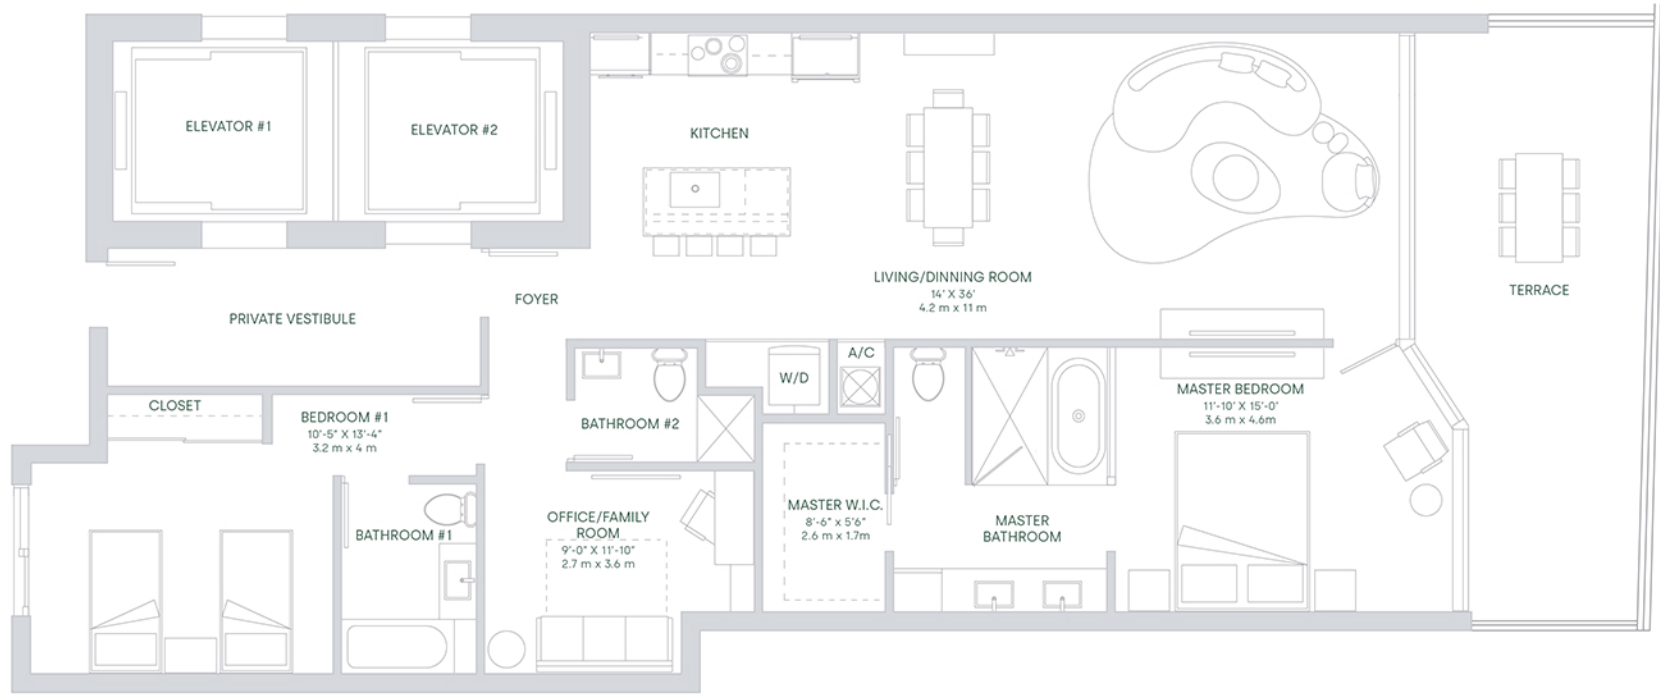 ELEVATOR #1
ELEVATOR #2
KITCHEN
LIVING/DINNING ROOM
14' X 36'
4.2 m x 11 m
TERRACE
FOYER
PRIVATE VESTIBULE
A/C
W/D
MASTER BEDROOM
11'-10' X 15'-0'
3.6 m x 4.6m
CLOSET
BEDROOM #1
10'-5" X 13'-4"
3.2 m x 4 m
BATHROOM #2
MASTER W.I.C.
8'-6" x 5'6"
2.6 m x 1.7m
OFFICE/FAMILY
ROOM
9'-0" X 11'-10"
2.7 m x 3.6 m
MASTER
BATHROOM
BATHROOM #1